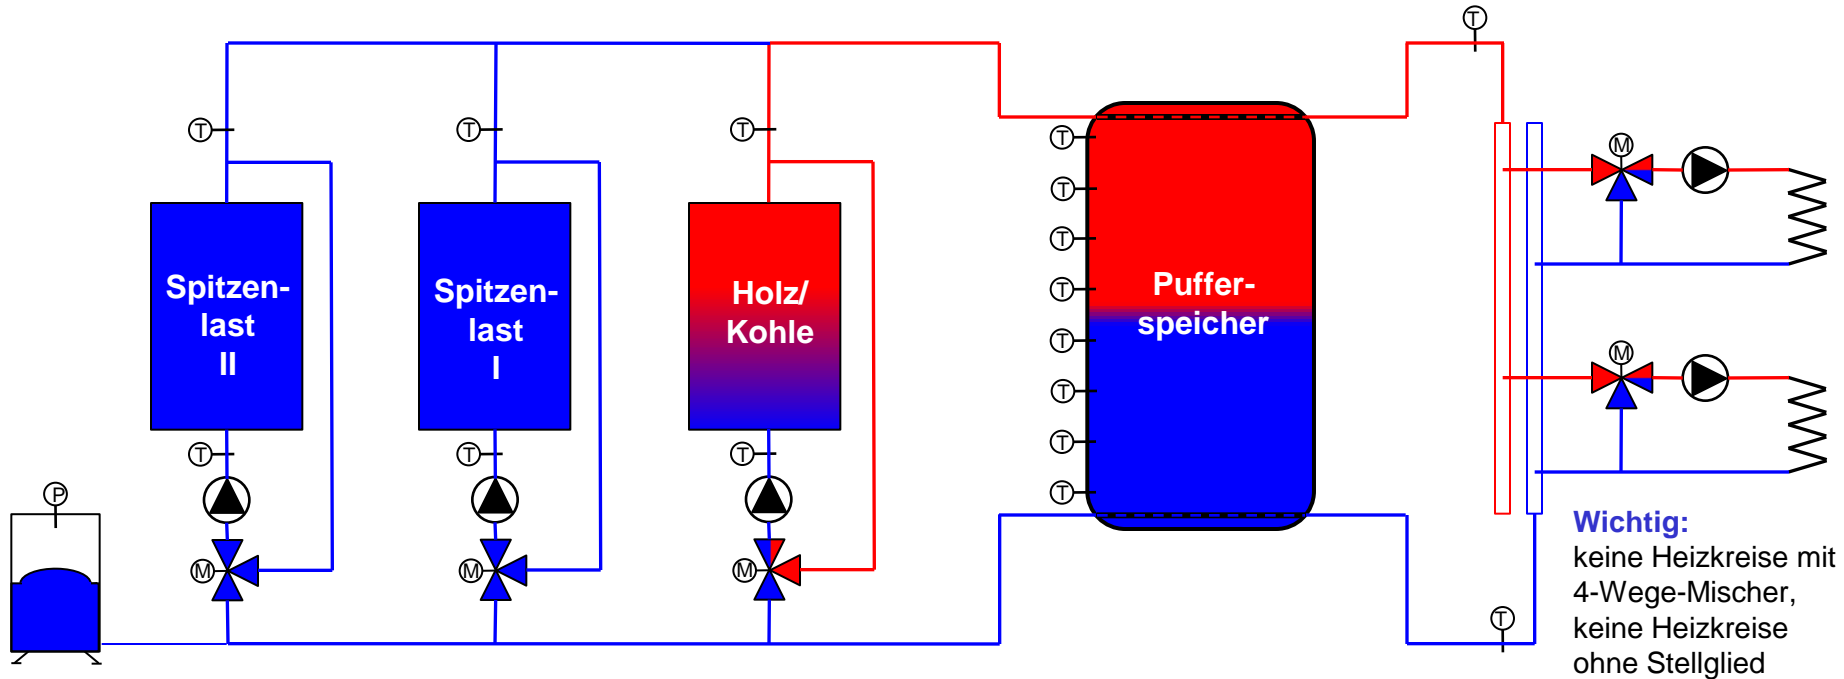 T
T
T
T
M
T
T
T
T
T
T
T
T
T
M
Spitzen-
last
II
Spitzen-
last
I
Holz/
Kohle
Puffer-
speicher
T
T
T
P
M
M
M
T
Wichtig:
keine Heizkreise mit
4-Wege-Mischer,
keine Heizkreise
ohne Stellglied